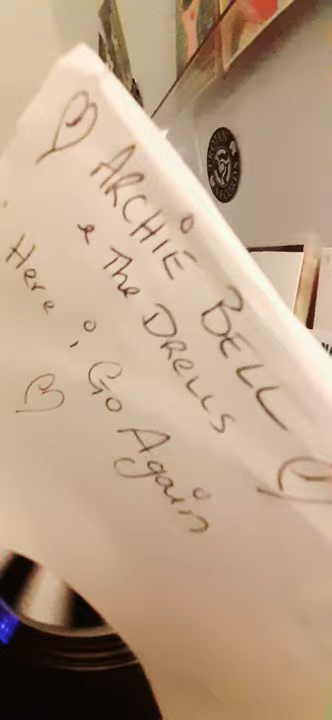 ♡ ARCHIE BELL ♡
& The DRELLS
Here i, Go Again
♡